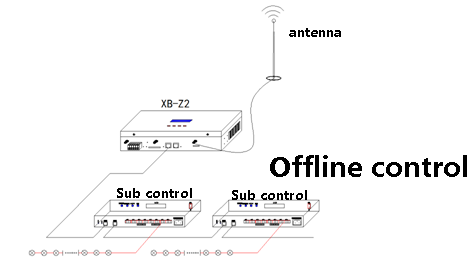 antenna
XB-Z2
Offline control
Sub control
Sub control